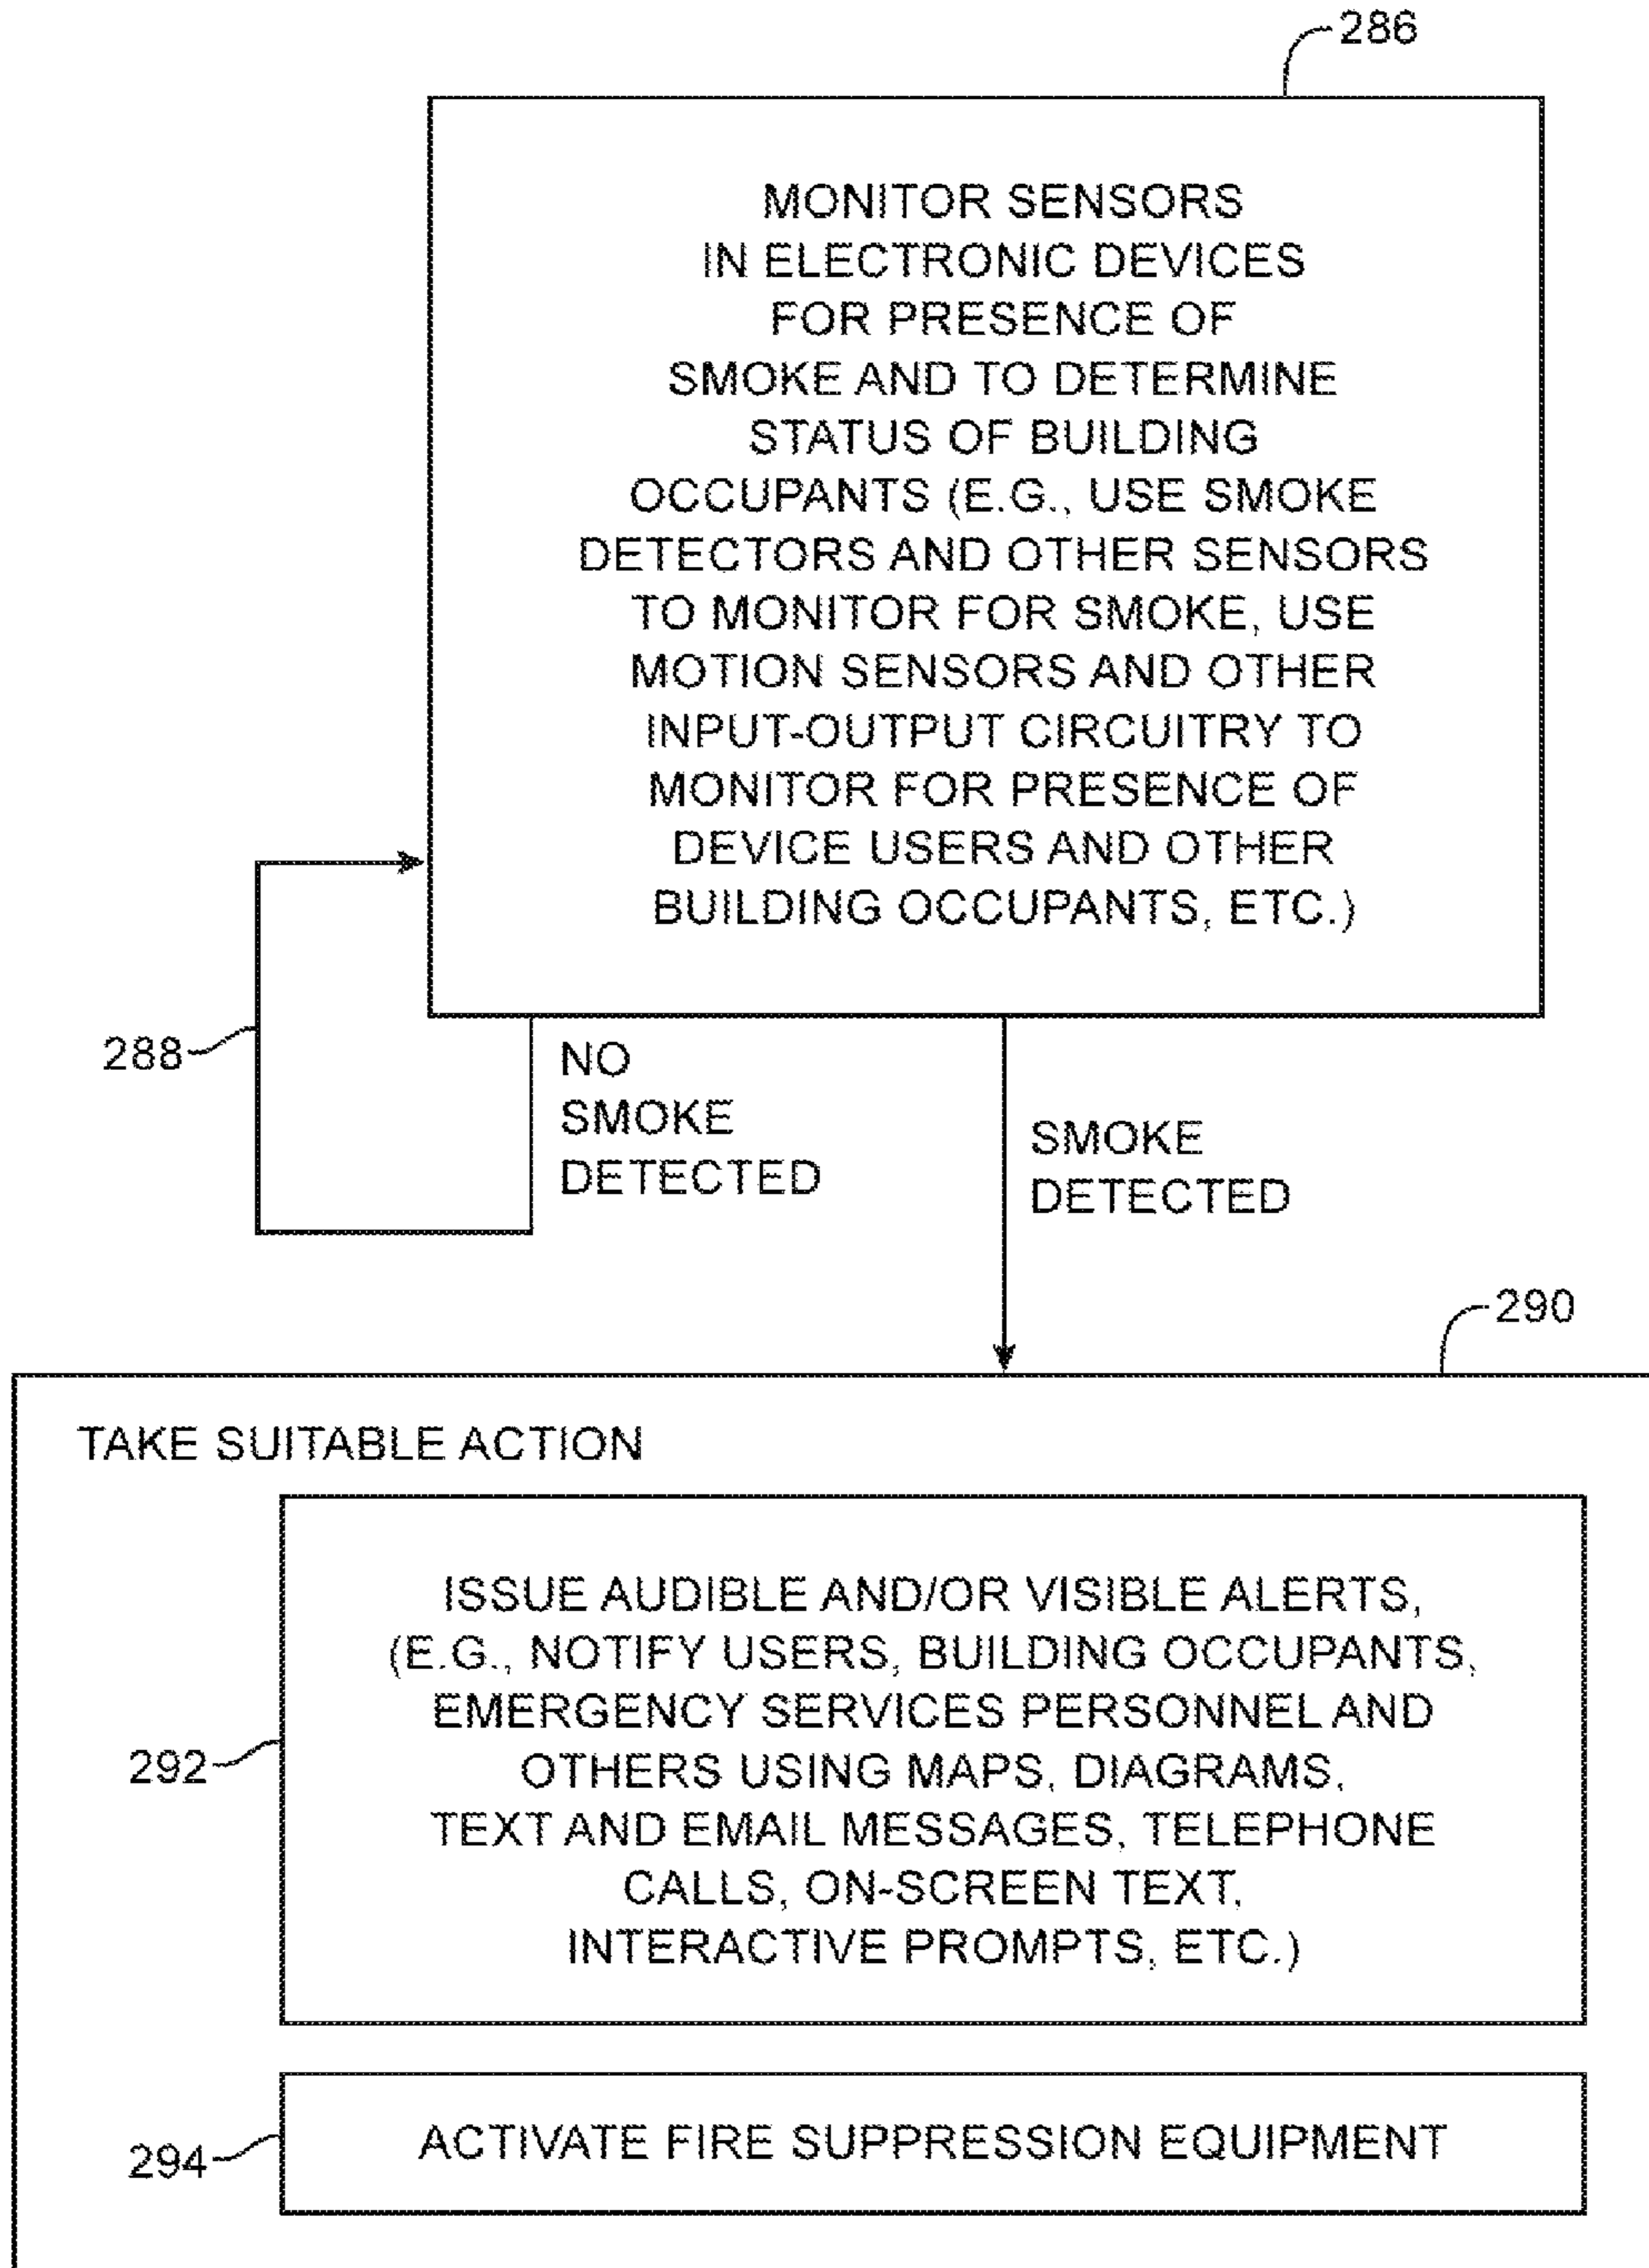 286
MONITOR SENSORS
IN ELECTRONIC DEVICES
FOR PRESENCE OF
SMOKE AND TO DETERMINE
STATUS OF BUILDING
OCCUPANTS (E.G., USE SMOKE
DETECTORS AND OTHER SENSORS
TO MONITOR FOR SMOKE, USE
MOTION SENSORS AND OTHER
INPUT-OUTPUT CIRCUITRY TO
MONITOR FOR PRESENCE OF
DEVICE USERS AND OTHER
BUILDING OCCUPANTS, ETC.)
288
NO
SMOKE
DETECTED
SMOKE
DETECTED
290
TAKE SUITABLE ACTION
ISSUE AUDIBLE AND/OR VISIBLE ALERTS,
(E.G., NOTIFY USERS, BUILDING OCCUPANTS,
EMERGENCY SERVICES PERSONNEL AND
OTHERS USING MAPS, DIAGRAMS,
TEXT AND EMAIL MESSAGES, TELEPHONE
CALLS, ON-SCREEN TEXT,
INTERACTIVE PROMPTS, ETC.)
292
ACTIVATE FIRE SUPPRESSION EQUIPMENT
294